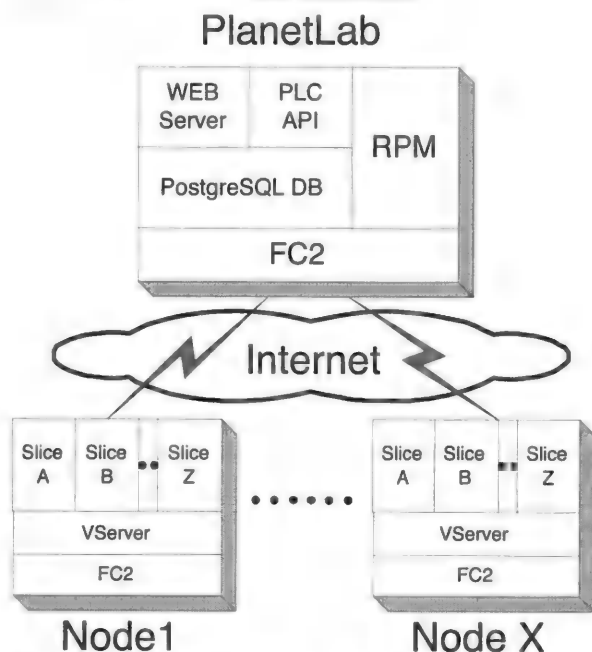 PlanetLab
WEB
Server
PLC
API
RPM
PostgreSQL DB
FC2
Internet
Slice
A
Slice
B
Slice
Z
VServer
FC2
Node1
Slice
A
Slice
B
Slice
Z
VServer
FC2
Node X